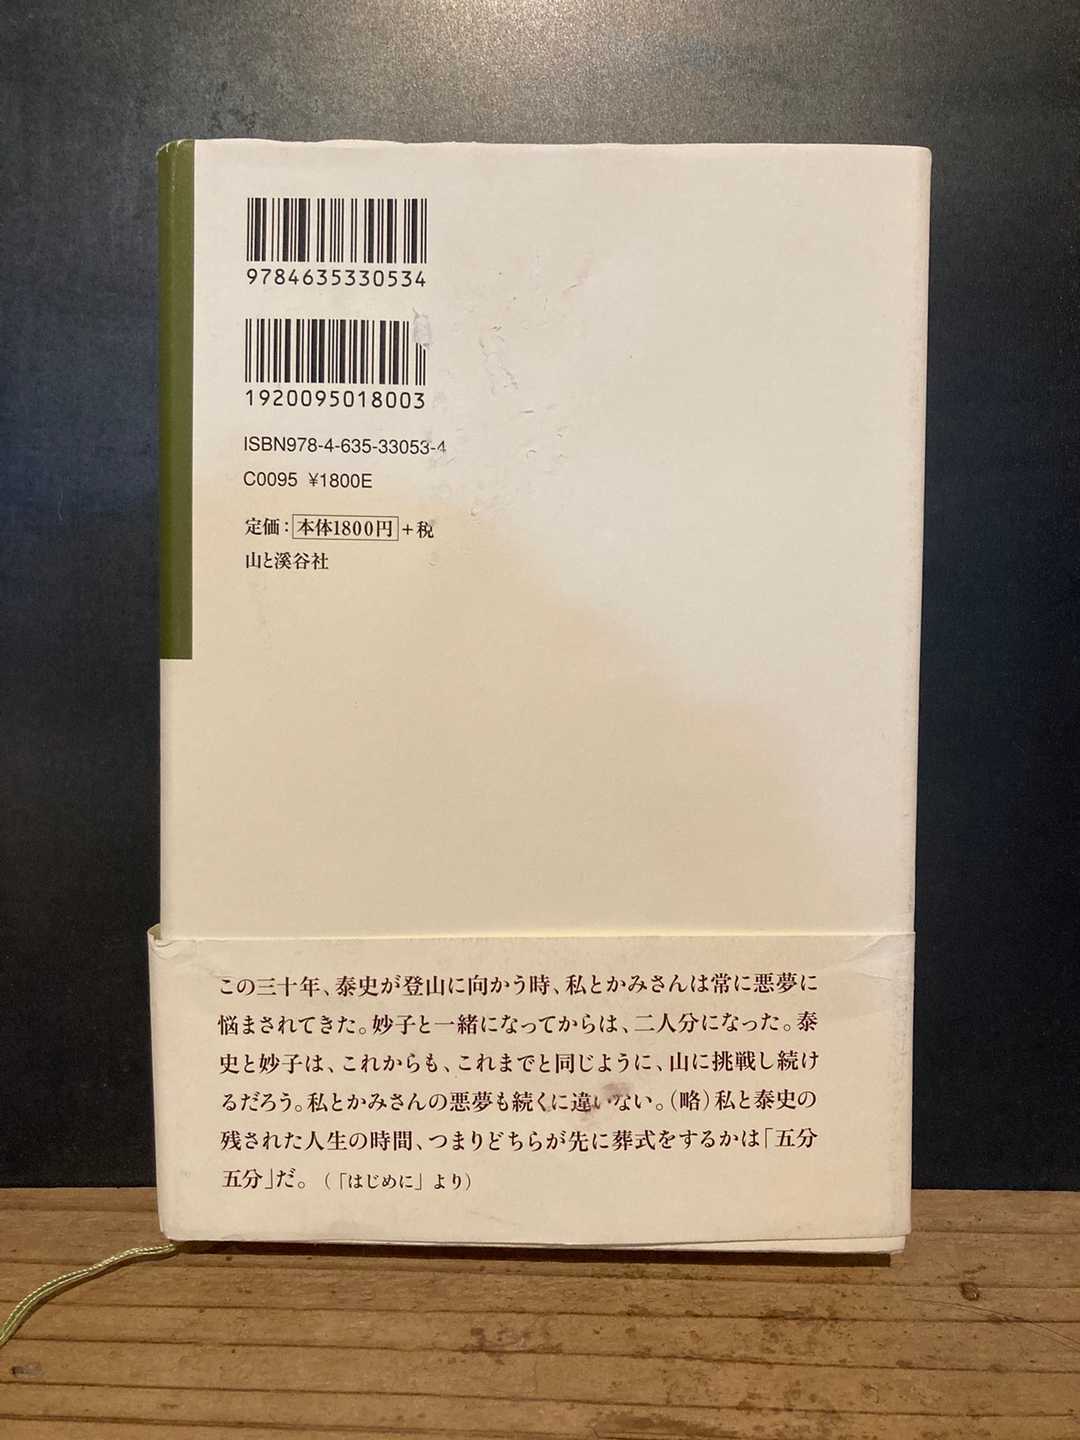 9784635330534
1920095018003
ISBN978-4-635-33053-4
C0095 ¥1800E
定価：本体1800円＋税
山と溪谷社
この三十年、泰史が登山に向かう時、私とかみさんは常に悪夢に
悩まされてきた。妙子と一緒になってからは、二人分になった。泰
史と妙子は、これからも、これまでと同じように、山に挑戦し続け
るだろう。私とかみさんの悪夢も続くに違いない。（略）私と泰史の
残された人生の時間、つまりどちらが先に葬式をするかは「五分
五分」だ。（「はじめに」より）